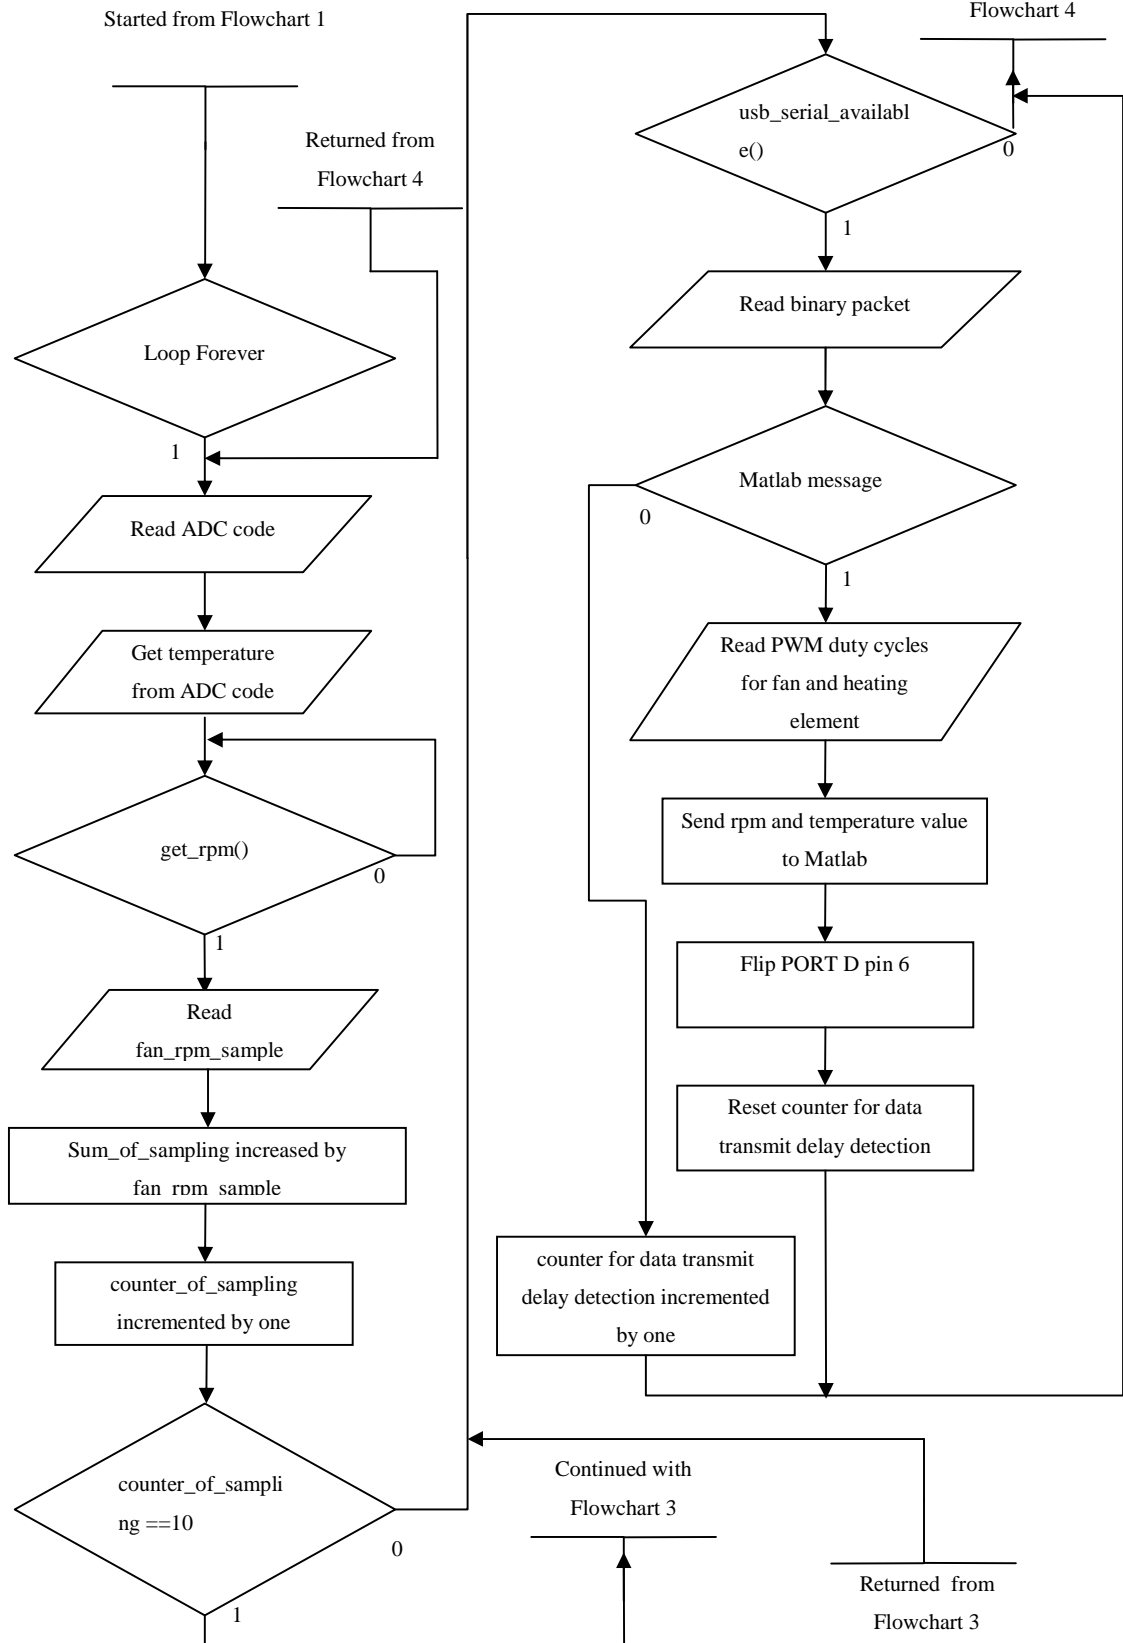 Started from Flowchart 1
Returned from
Flowchart 4
Loop Forever
1
Read ADC code
Get temperature
from ADC code
get_rpm()
0
1
Read
fan_rpm_sample
Sum_of_sampling increased by
fan_rpm_sample
counter_of_sampling
incremented by one
counter_of_sampli
ng ==10
0
1
Flowchart 4
usb_serial_availabl
e()
0
1
Read binary packet
Matlab message
0
1
Read PWM duty cycles
for fan and heating
element
Send rpm and temperature value
to Matlab
Flip PORT D pin 6
Reset counter for data
transmit delay detection
counter for data transmit
delay detection incremented
by one
Continued with
Flowchart 3
Returned from
Flowchart 3